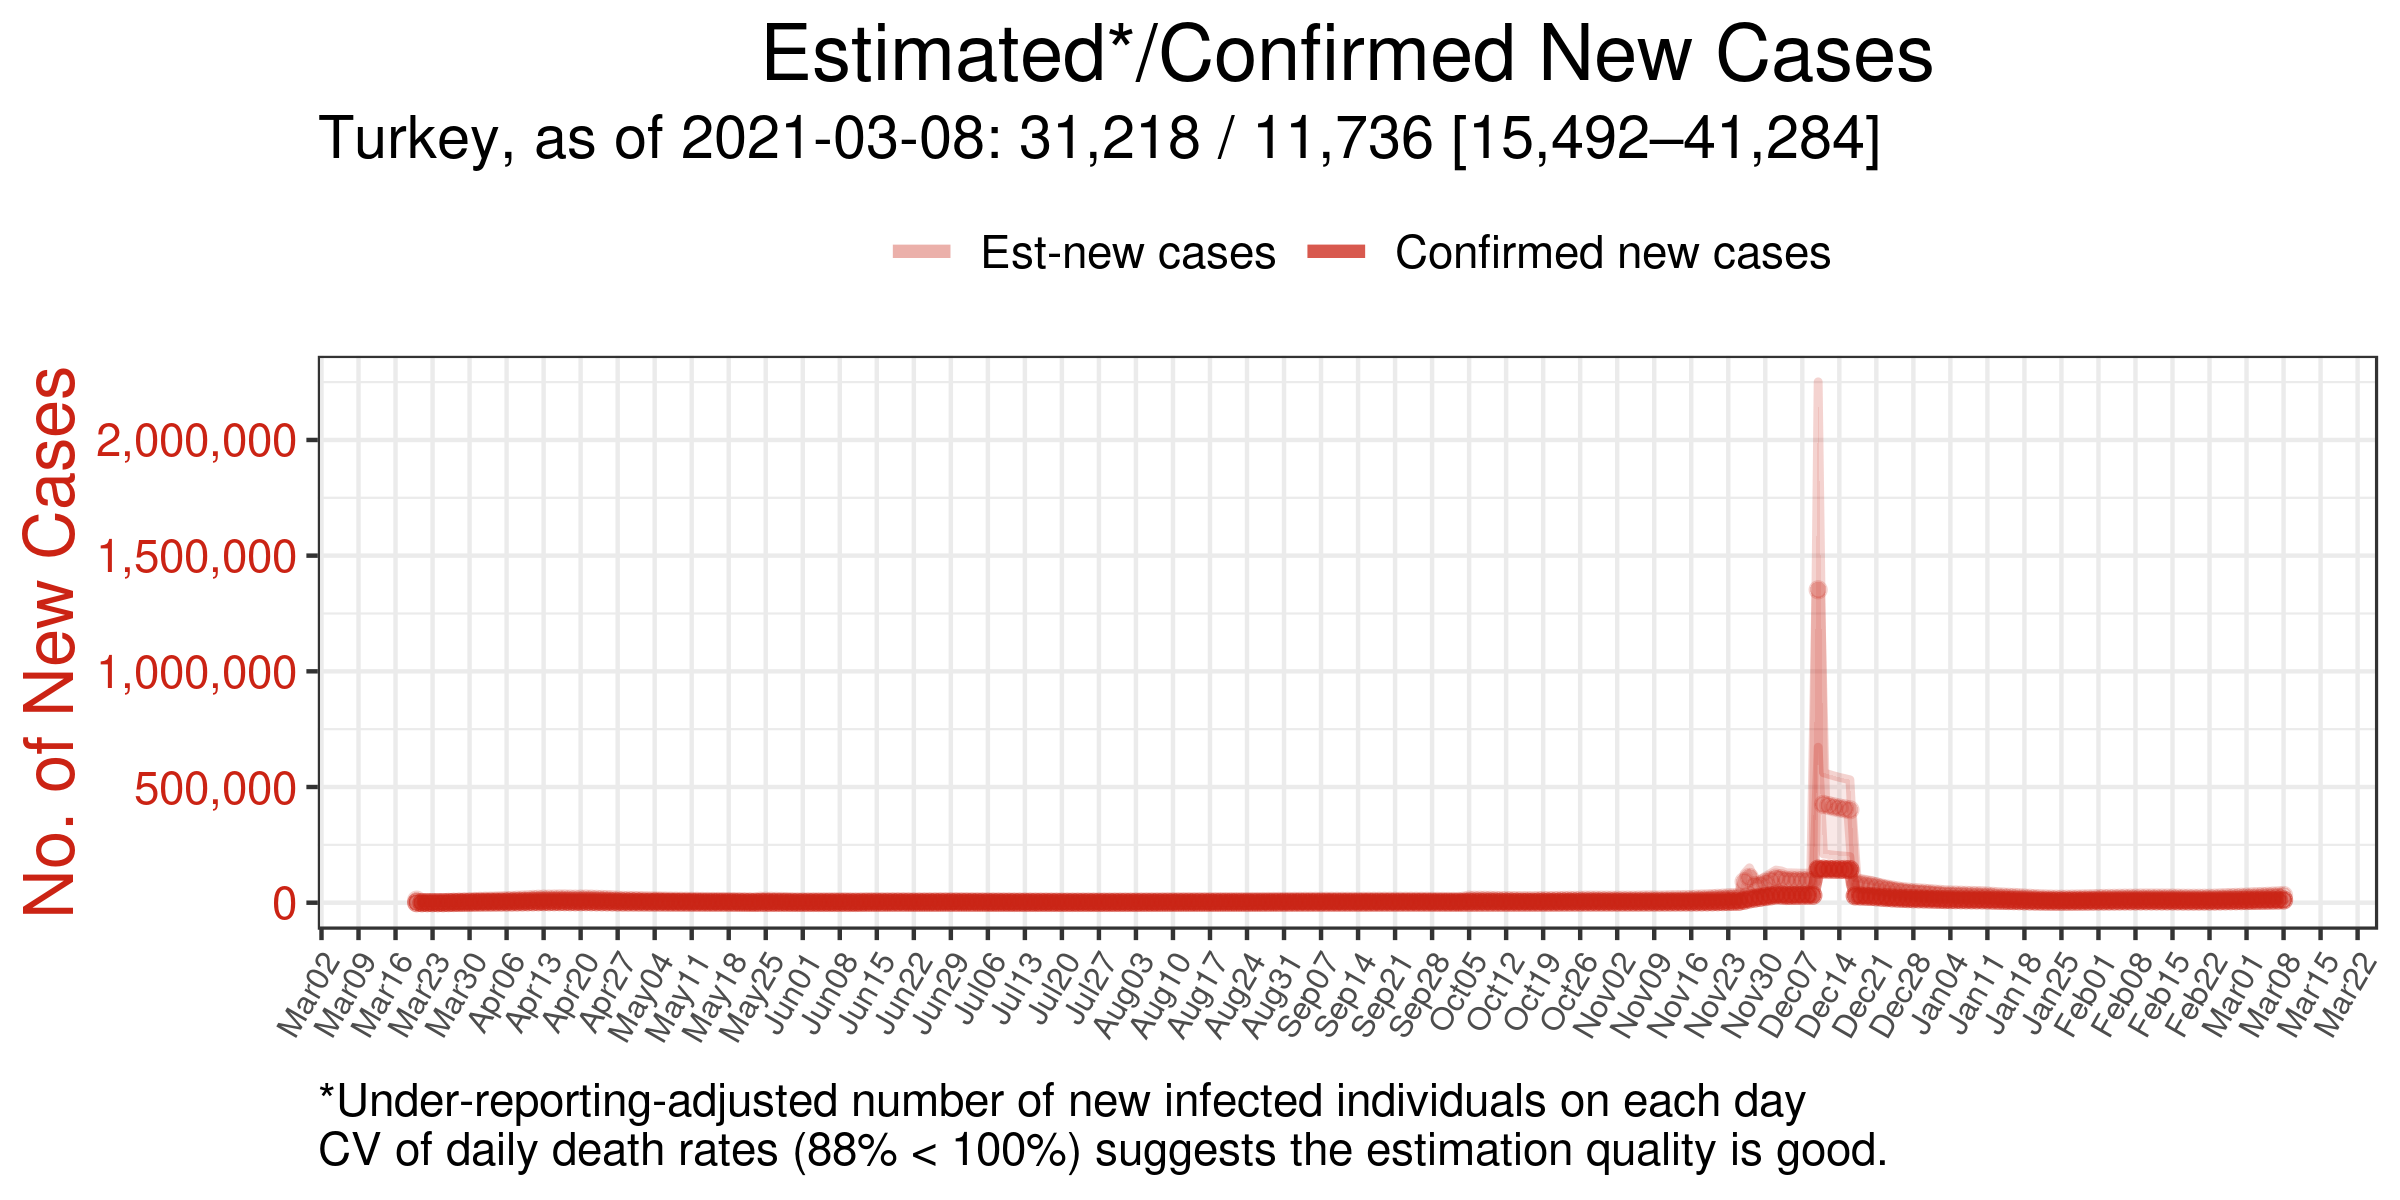 Estimated*/Confirmed New Cases
Turkey, as of 2021-03-08: 31,218 / 11,736 [15,492–41,284]
Est-new cases
Confirmed new cases
No. of New Cases
2,000,000
1,500,000
1,000,000
500,000
0
Mar02
Mar09
Mar16
Mar23
Mar30
Apr06
Apr13
Apr20
Apr27
May04
May11
May18
May25
Jun01
Jun08
Jun15
Jun22
Jun29
Jul06
Jul13
Jul20
Jul27
Aug03
Aug10
Aug17
Aug24
Aug31
Sep07
Sep14
Sep21
Sep28
Oct05
Oct12
Oct19
Oct26
Nov02
Nov09
Nov16
Nov23
Nov30
Dec07
Dec14
Dec21
Dec28
Jan04
Jan11
Jan18
Jan25
Feb01
Feb08
Feb15
Feb22
Mar01
Mar08
Mar15
Mar22
*Under-reporting-adjusted number of new infected individuals on each day
CV of daily death rates (88% < 100%) suggests the estimation quality is good.